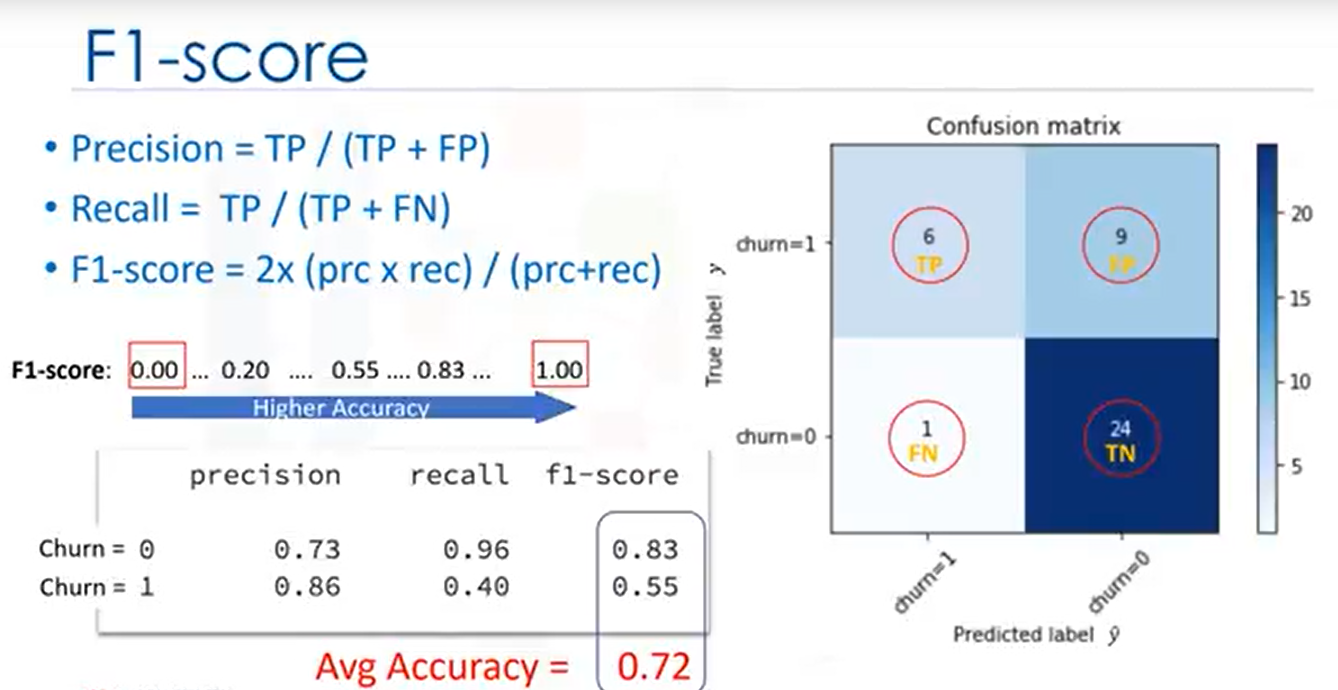 F1-score
• Precision = TP / (TP + FP)
• Recall = TP / (TP + FN)
• F1-score = 2x (prc x rec) / (prc+rec)
F1-score: 0.00 ... 0.20 .... 0.55 .... 0.83 ... 1.00
Higher Accuracy
precision recall f1-score
Churn = 0 0.73 0.96 0.83
Churn = 1 0.86 0.40 0.55
Avg Accuracy = 0.72
Confusion matrix
True label y
churn=1
churn=0
6
TP
9
FP
1
FN
24
TN
churn=1
churn=0
Predicted label ŷ
20
15
10
5